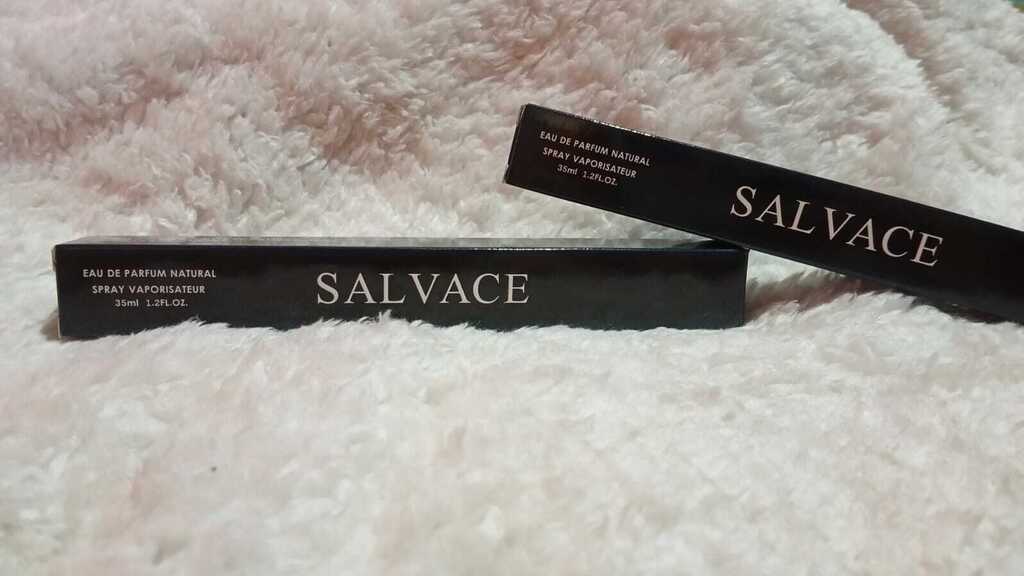 EAU DE PARFUM NATURAL
SPRAY VAPORISATEUR
35ml 1.2FL.OZ.
SALVACE
EAU DE PARFUM NATURAL
SPRAY VAPORISATEUR
35ml 1.2FL.OZ.
SALVACE